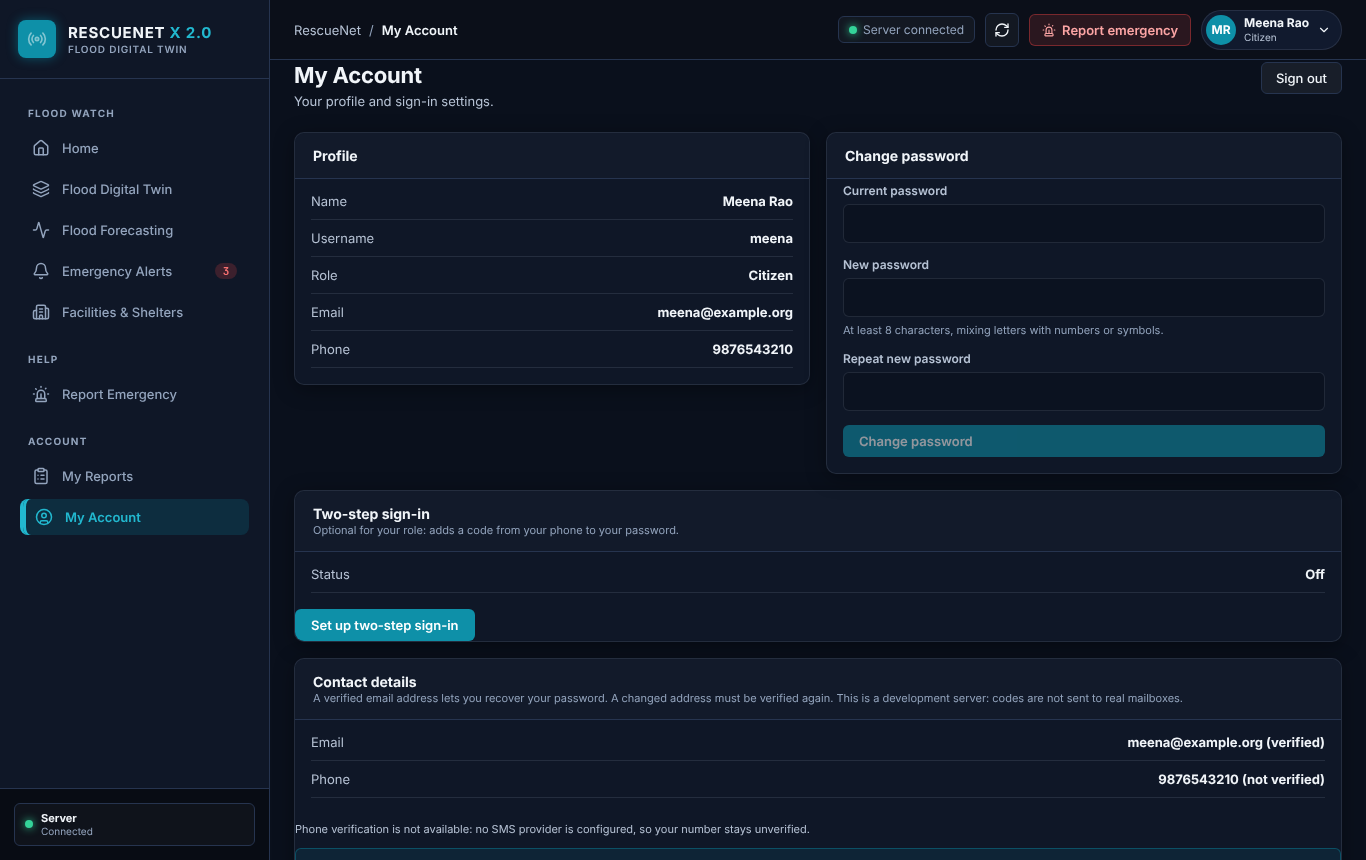 RESCUENET X 2.0
FLOOD DIGITAL TWIN
FLOOD WATCH
Home
Flood Digital Twin
Flood Forecasting
Emergency Alerts 3
Facilities & Shelters
HELP
Report Emergency
ACCOUNT
My Reports
My Account
Server
Connected
RescueNet / My Account
Server connected
Report emergency
MR
Meena Rao
Citizen
My Account
Your profile and sign-in settings.
Sign out
Profile
Name Meena Rao
Username meena
Role Citizen
Email meena@example.org
Phone 9876543210
Change password
Current password
New password
At least 8 characters, mixing letters with numbers or symbols.
Repeat new password
Change password
Two-step sign-in
Optional for your role: adds a code from your phone to your password.
Status Off
Set up two-step sign-in
Contact details
A verified email address lets you recover your password. A changed address must be verified again. This is a development server: codes are not sent to real mailboxes.
Email meena@example.org (verified)
Phone 9876543210 (not verified)
Phone verification is not available: no SMS provider is configured, so your number stays unverified.